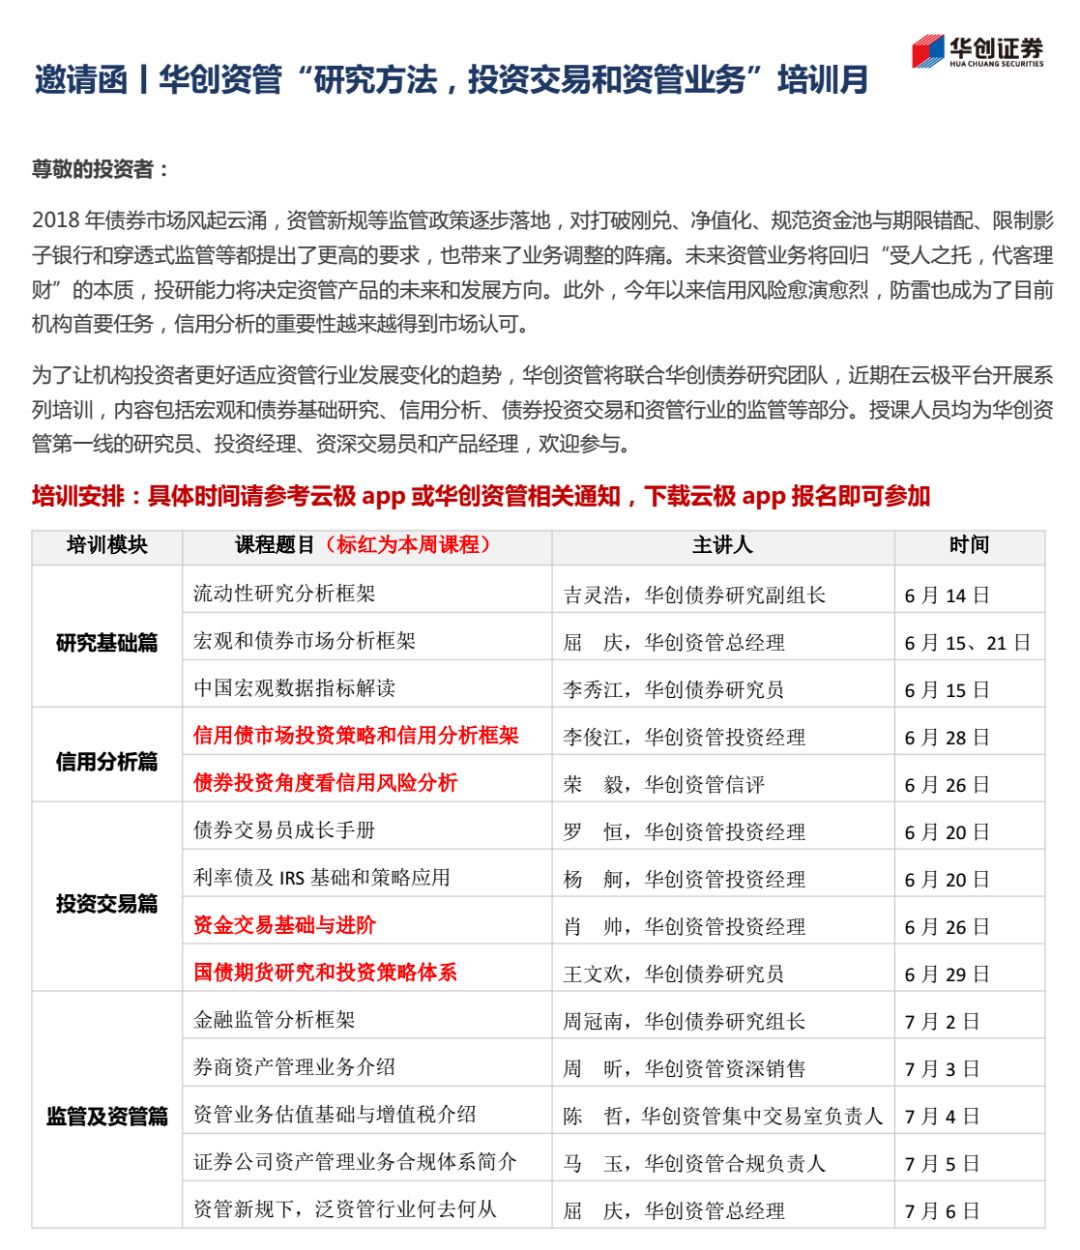 华创证券
HUA CHUANG SECURITIES
邀请函丨华创资管“研究方法，投资交易和资管业务”培训月
尊敬的投资者：
2018 年债券市场风起云涌，资管新规等监管政策逐步落地，对打破刚兑、净值化、规范资金池与期限错配、限制影
子银行和穿透式监管等都提出了更高的要求，也带来了业务调整的阵痛。未来资管业务将回归“受人之托，代客理
财”的本质，投研能力将决定资管产品的未来和发展方向。此外，今年以来信用风险愈演愈烈，防雷也成为了目前
机构首要任务，信用分析的重要性越来越得到市场认可。
为了让机构投资者更好适应资管行业发展变化的趋势，华创资管将联合华创债券研究团队，近期在云极平台开展系
列培训，内容包括宏观和债券基础研究、信用分析、债券投资交易和资管行业的监管等部分。授课人员均为华创资
管第一线的研究员、投资经理、资深交易员和产品经理，欢迎参与。
培训安排：具体时间请参考云极 app 或华创资管相关通知，下载云极 app 报名即可参加
培训模块 课程题目（标红为本周课程） 主讲人 时间
研究基础篇
流动性研究分析框架 吉灵浩，华创债券研究副组长 6 月 14 日
宏观和债券市场分析框架 屈 庆，华创资管总经理 6 月 15、21 日
中国宏观数据指标解读 李秀江，华创债券研究员 6 月 15 日
信用分析篇
信用债市场投资策略和信用分析框架 李俊江，华创资管投资经理 6 月 28 日
债券投资角度看信用风险分析 荣 毅，华创资管信评 6 月 26 日
投资交易篇
债券交易员成长手册 罗 恒，华创资管投资经理 6 月 20 日
利率债及 IRS 基础和策略应用 杨 舸，华创资管投资经理 6 月 20 日
资金交易基础与进阶 肖 帅，华创资管投资经理 6 月 26 日
国债期货研究和投资策略体系 王文欢，华创债券研究员 6 月 29 日
监管及资管篇
金融监管分析框架 周冠南，华创债券研究组长 7 月 2 日
券商资产管理业务介绍 周 昕，华创资管资深销售 7 月 3 日
资管业务估值基础与增值税介绍 陈 哲，华创资管集中交易室负责人 7 月 4 日
证券公司资产管理业务合规体系简介 马 玉，华创资管合规负责人 7 月 5 日
资管新规下，泛资管行业何去何从 屈 庆，华创资管总经理 7 月 6 日